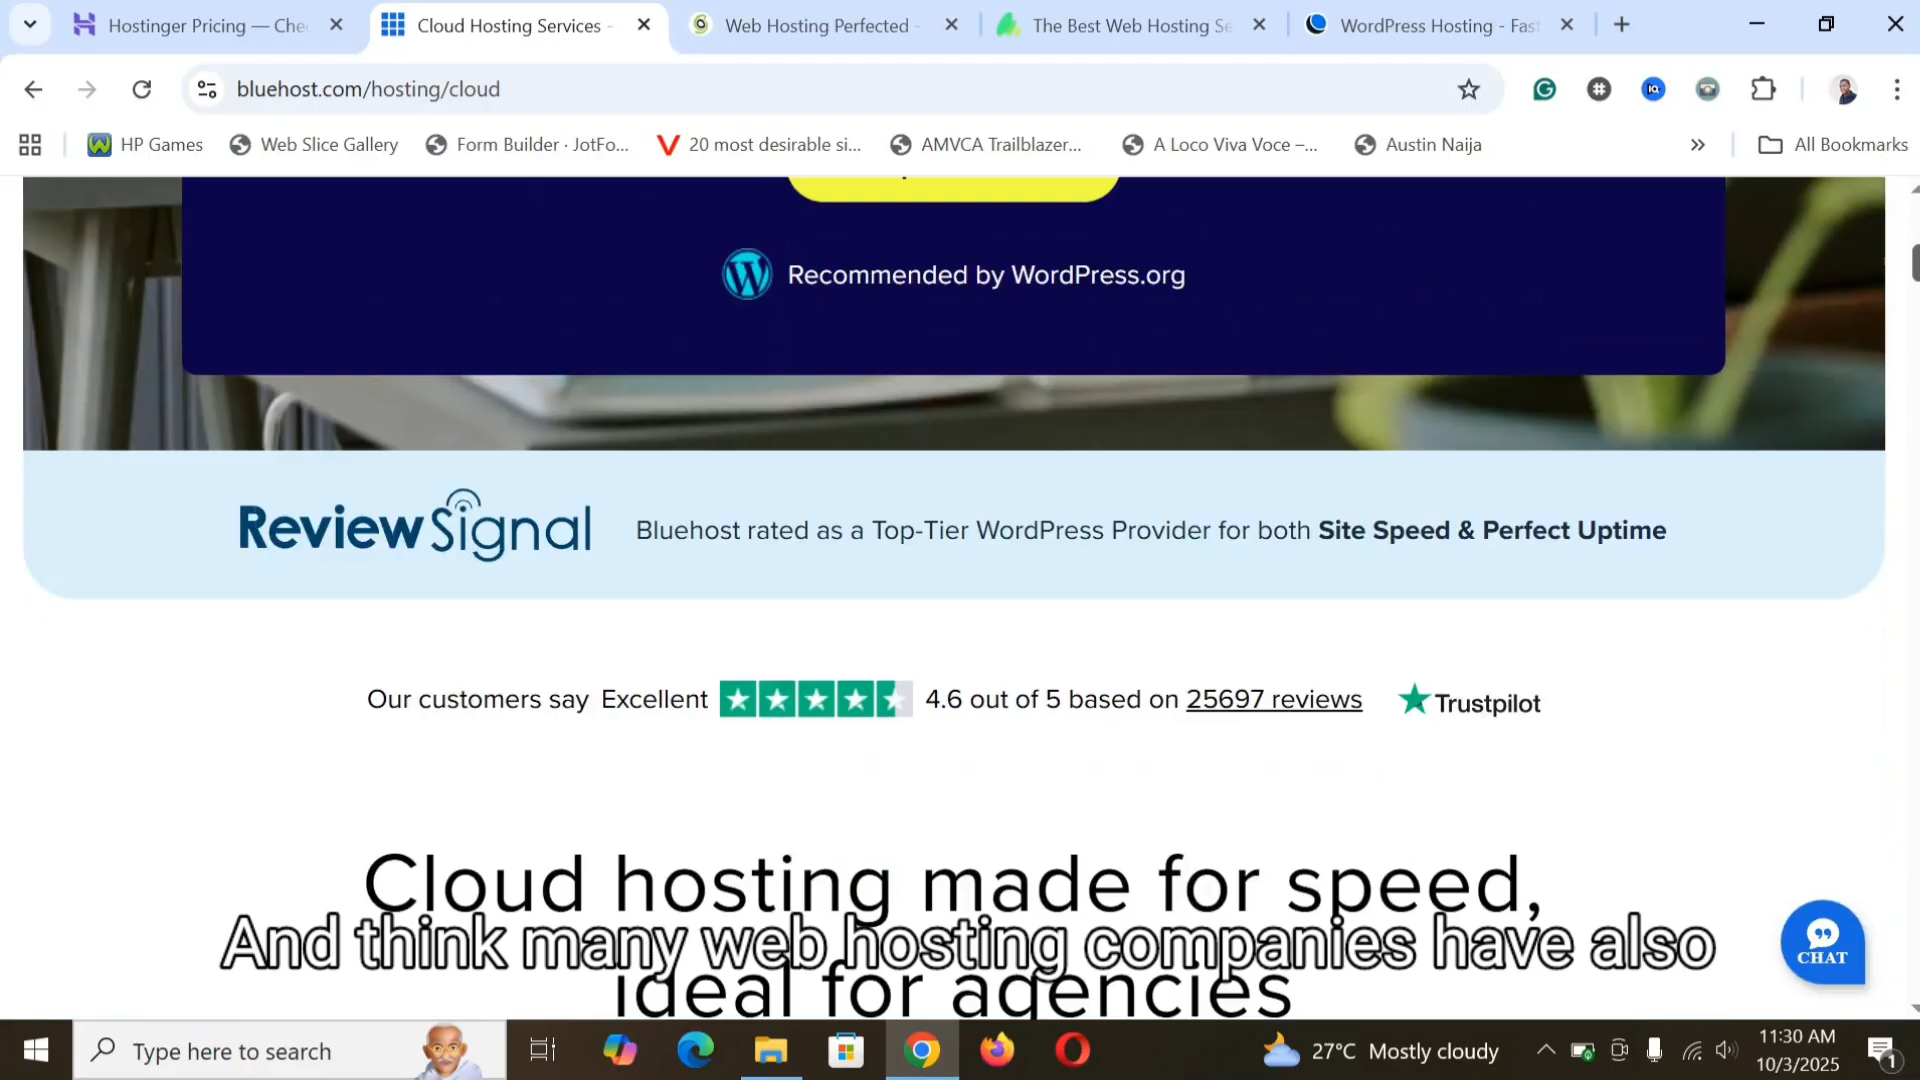 Hostinger Pricing — Che
Cloud Hosting Services -
Web Hosting Perfected -
The Best Web Hosting Se
WordPress Hosting - Fast
bluehost.com/hosting/cloud
HP Games
Web Slice Gallery
Form Builder · JotFo...
20 most desirable si...
AMVCA Trailblazer...
A Loco Viva Voce –...
Austin Naija
All Bookmarks
Recommended by WordPress.org
ReviewSignal
Bluehost rated as a Top-Tier WordPress Provider for both Site Speed & Perfect Uptime
Our customers say Excellent 4.6 out of 5 based on 25697 reviews Trustpilot
Cloud hosting made for speed,
And think many web hosting companies have also
ideal for agencies
CHAT
Type here to search
27°C Mostly cloudy
11:30 AM
10/3/2025
1